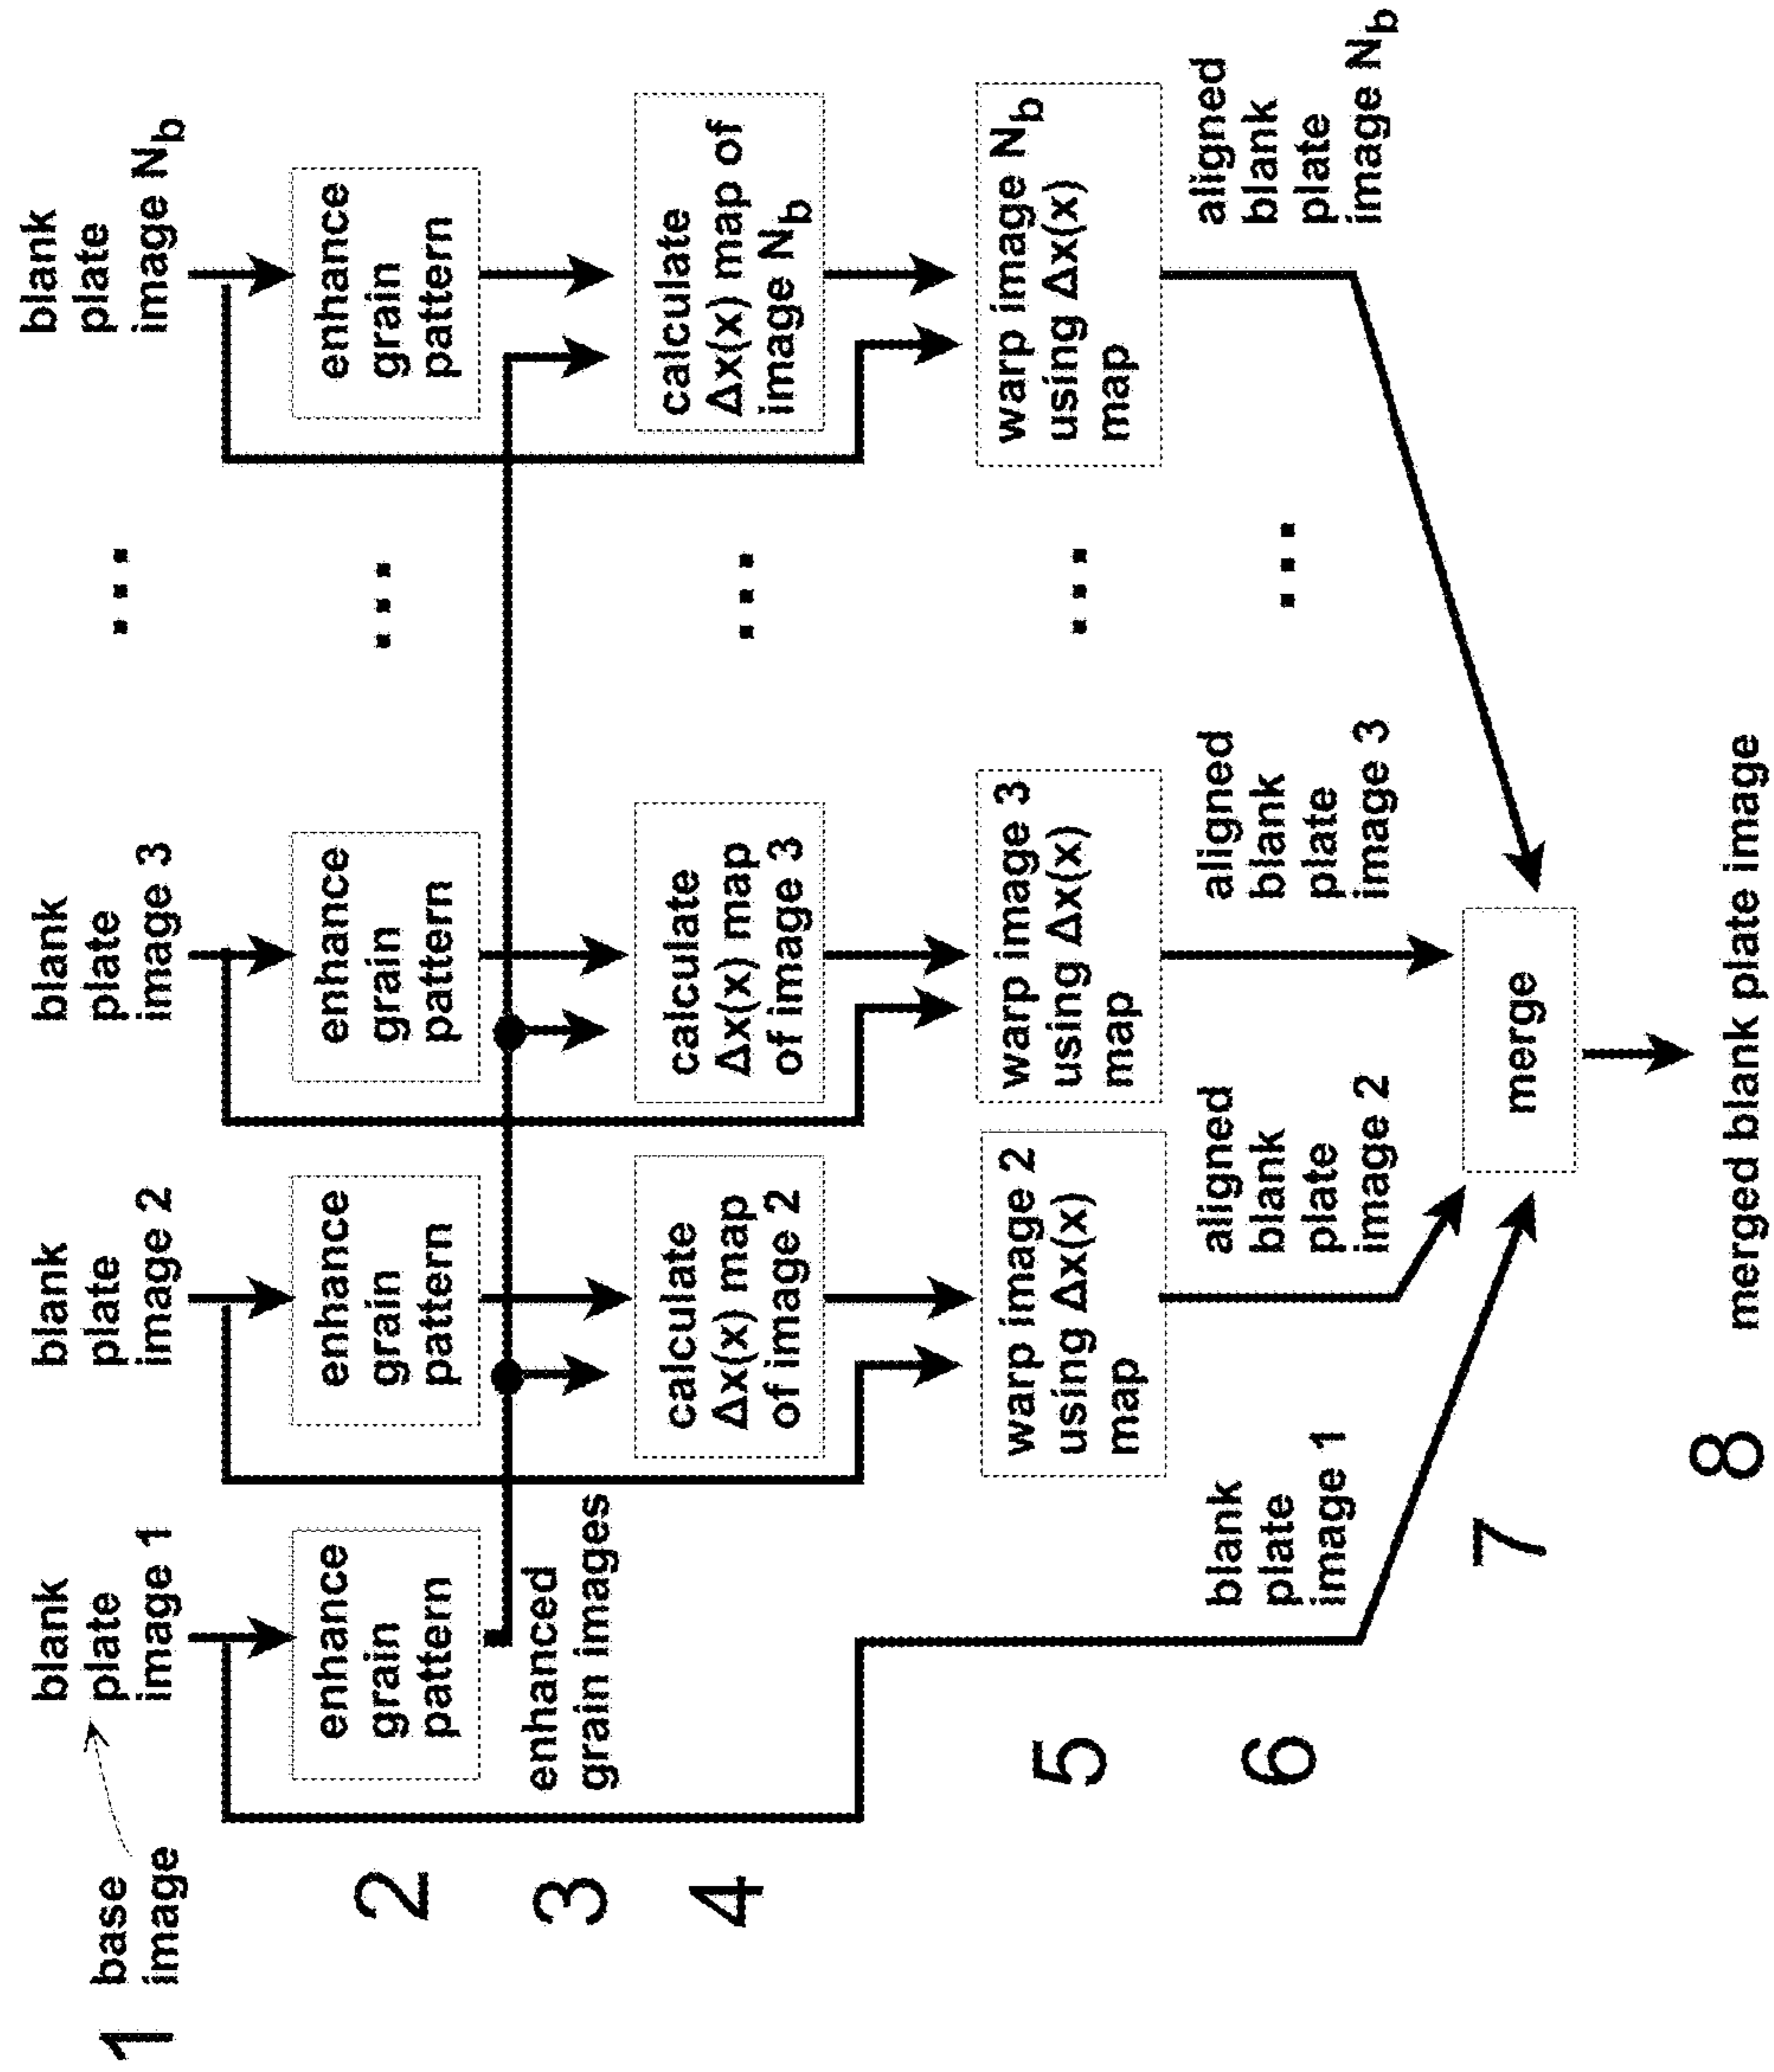 1
base
image
blank
plate
image 1
blank
plate
image 2
blank
plate
image 3
...
blank
plate
image Nb
2
enhance
grain
pattern
enhance
grain
pattern
enhance
grain
pattern
...
enhance
grain
pattern
3
enhanced
grain images
4
calculate
Δx(x) map
of image 2
calculate
Δx(x) map
of image 3
...
calculate
Δx(x) map of
image Nb
5
warp image 2
using Δx(x)
map
warp image 3
using Δx(x)
map
...
warp image Nb
using Δx(x)
map
6
blank
plate
image 1
aligned
blank
plate
image 2
aligned
blank
plate
image 3
...
aligned
blank
plate
image Nb
7
merge
8
merged blank plate image